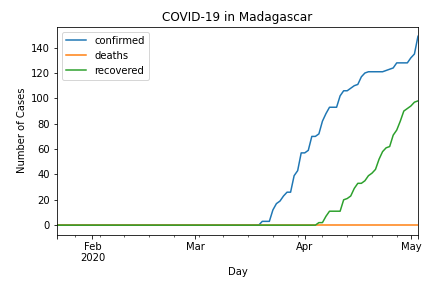 COVID-19 in Madagascar
confirmed
deaths
recovered
Number of Cases
140
120
100
80
60
40
20
0
Feb
2020
Mar
Apr
May
Day